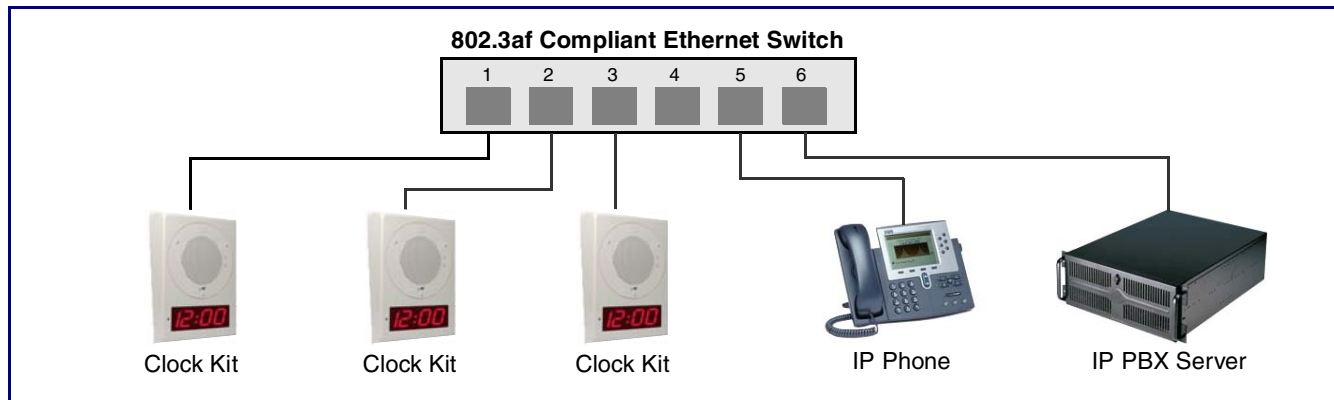 802.3af Compliant Ethernet Switch
1 2 3 4 5 6
12:00 12:00 12:00
Clock Kit Clock Kit Clock Kit IP Phone IP PBX Server